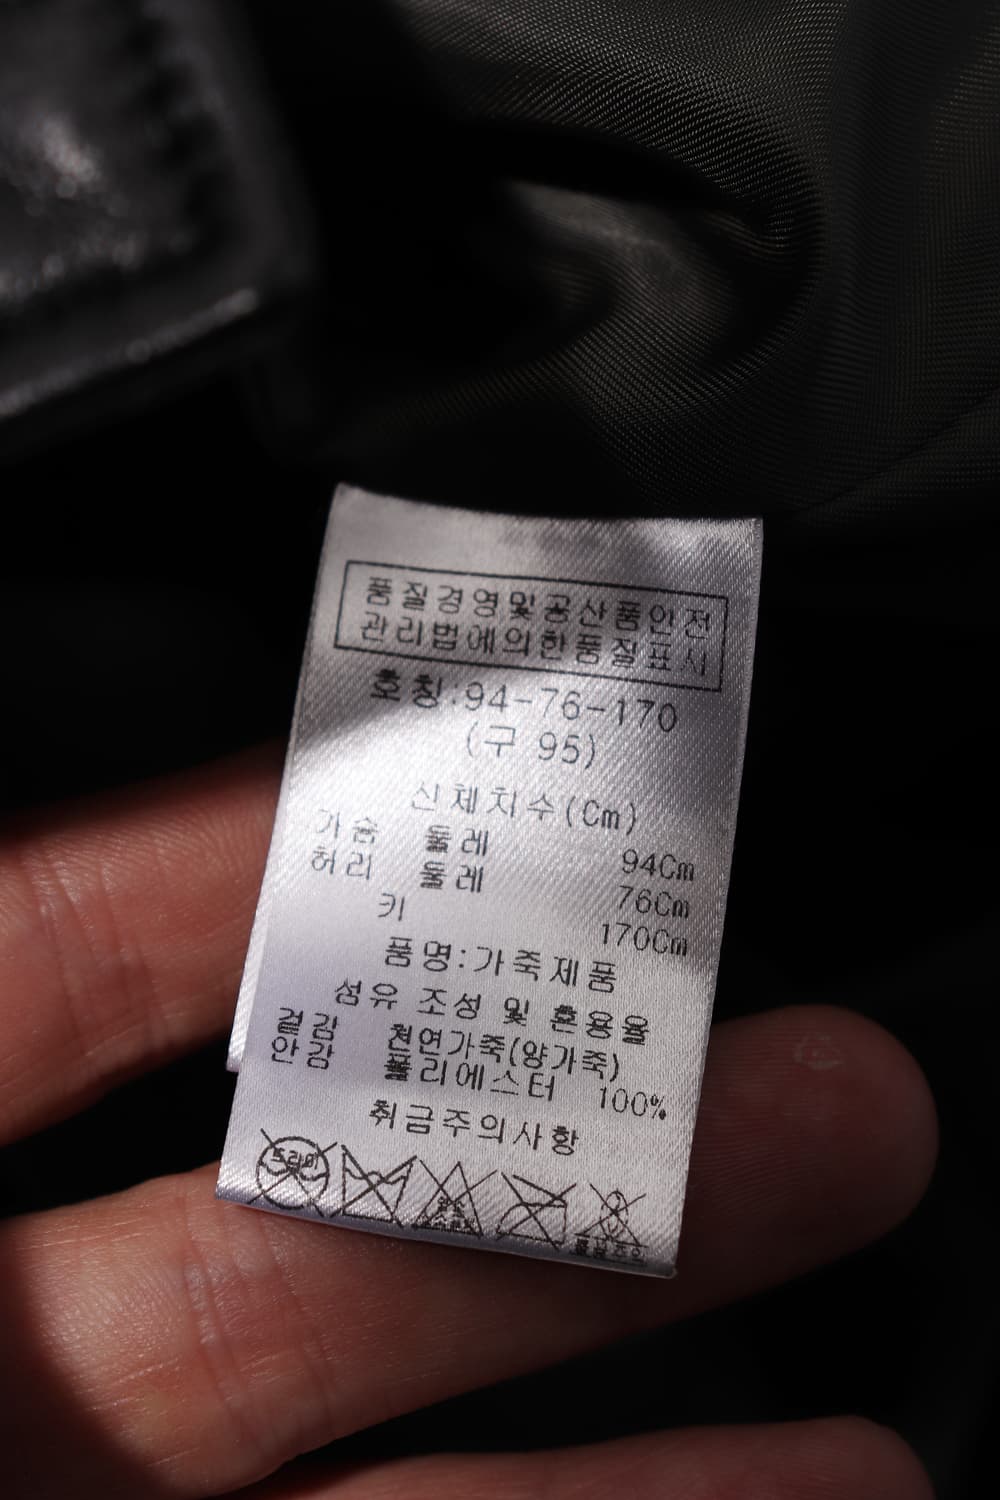 품질경영및공산품안전
관리법에의한품질표시
호칭:94-76-170
(구 95)
신체치수(Cm)
가슴 둘레 94Cm
허리 둘레 76Cm
키 170Cm
품명:가죽제품
섬유 조성 및 혼용율
겉감 천연가죽(양가죽)
안감 폴리에스터 100%
취급주의사항
드라이